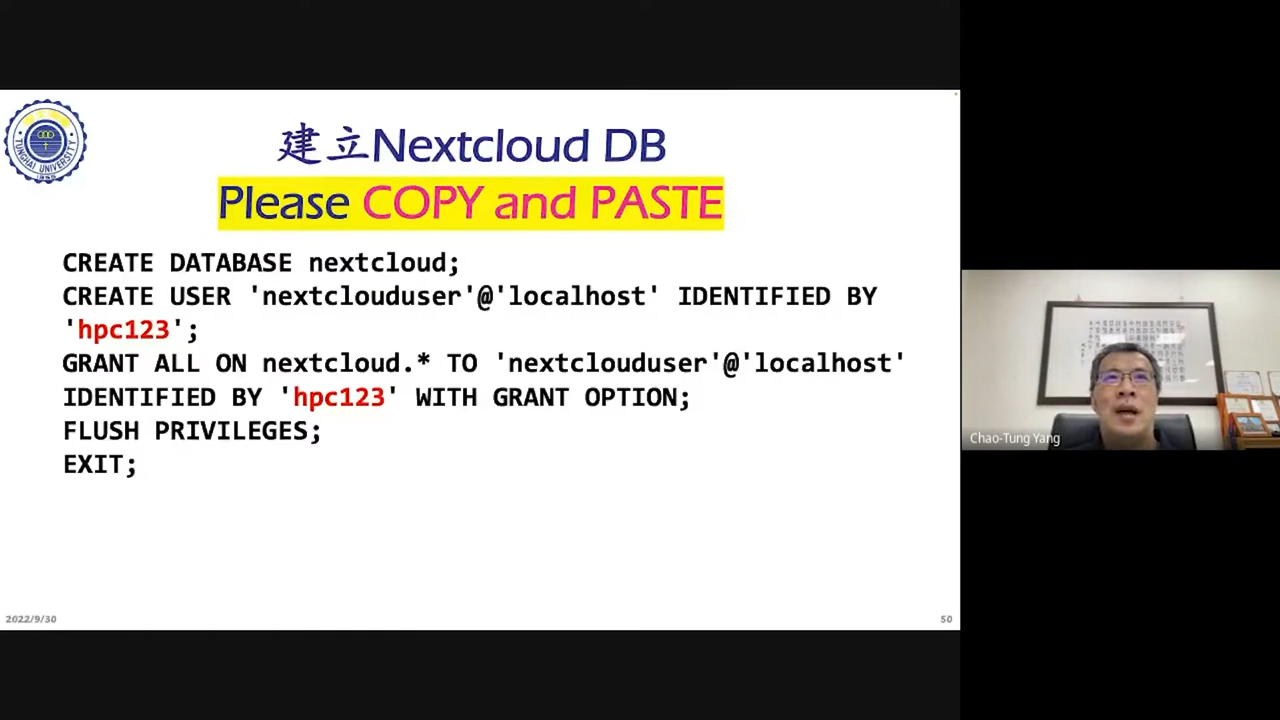 TUNGHAI UNIVERSITY
建立Nextcloud DB
Please COPY and PASTE
CREATE DATABASE nextcloud;
CREATE USER 'nextclouduser'@'localhost' IDENTIFIED BY
'hpc123';
GRANT ALL ON nextcloud.* TO 'nextclouduser'@'localhost'
IDENTIFIED BY 'hpc123' WITH GRANT OPTION;
FLUSH PRIVILEGES;
EXIT;
2022/9/30
50
Chao-Tung Yang